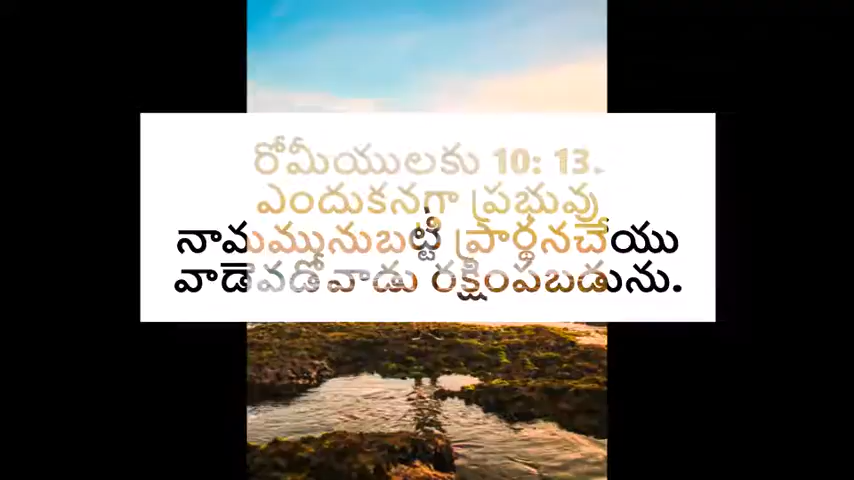 రోమీయులకు 10: 13.
ఎందుకనగా ప్రభువు
నామమునుబట్టి ప్రార్థనచేయు
వాడెవడోవాడు రక్షింపబడును.